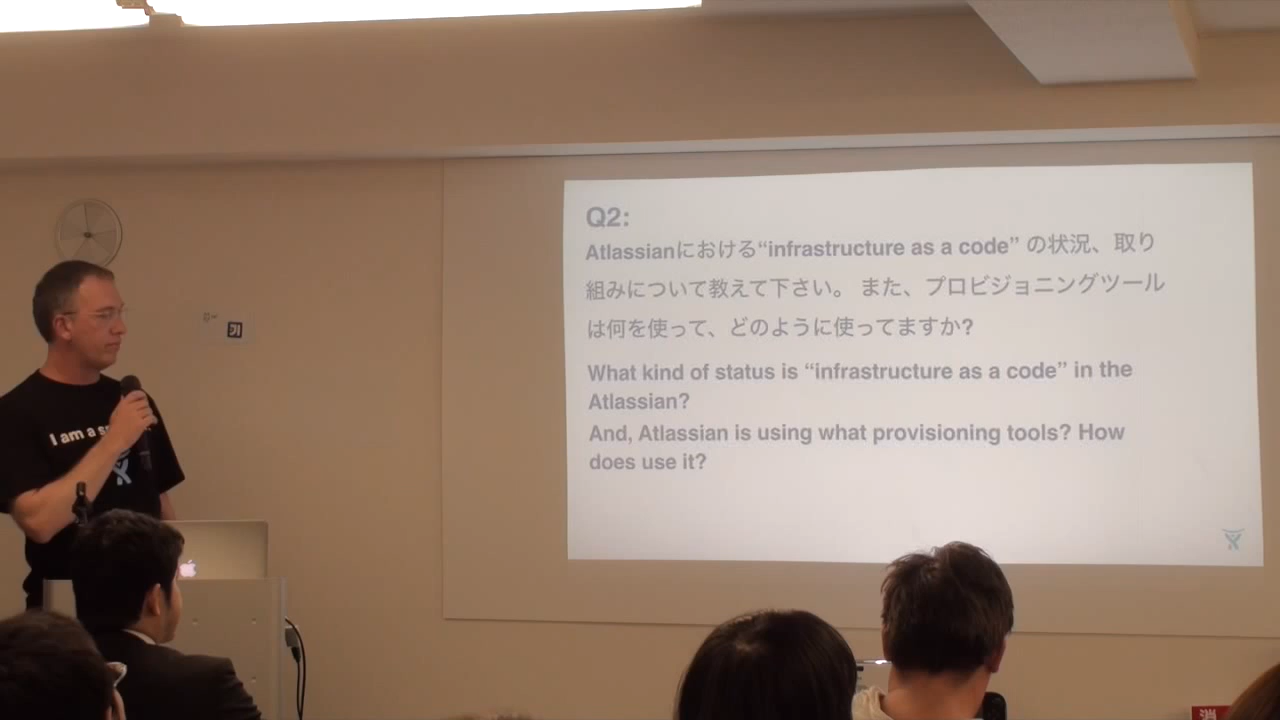 Q2:
Atlassianにおける“infrastructure as a code” の状況、取り
組みについて教えて下さい。 また、プロビジョニングツール
は何を使って、どのように使ってますか?
What kind of status is “infrastructure as a code” in the
Atlassian?
And, Atlassian is using what provisioning tools? How
does use it?
I am a